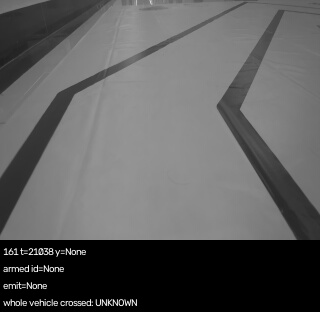 161 t=21038 y=None
armed id=None
emit=None
whole vehicle crossed: UNKNOWN